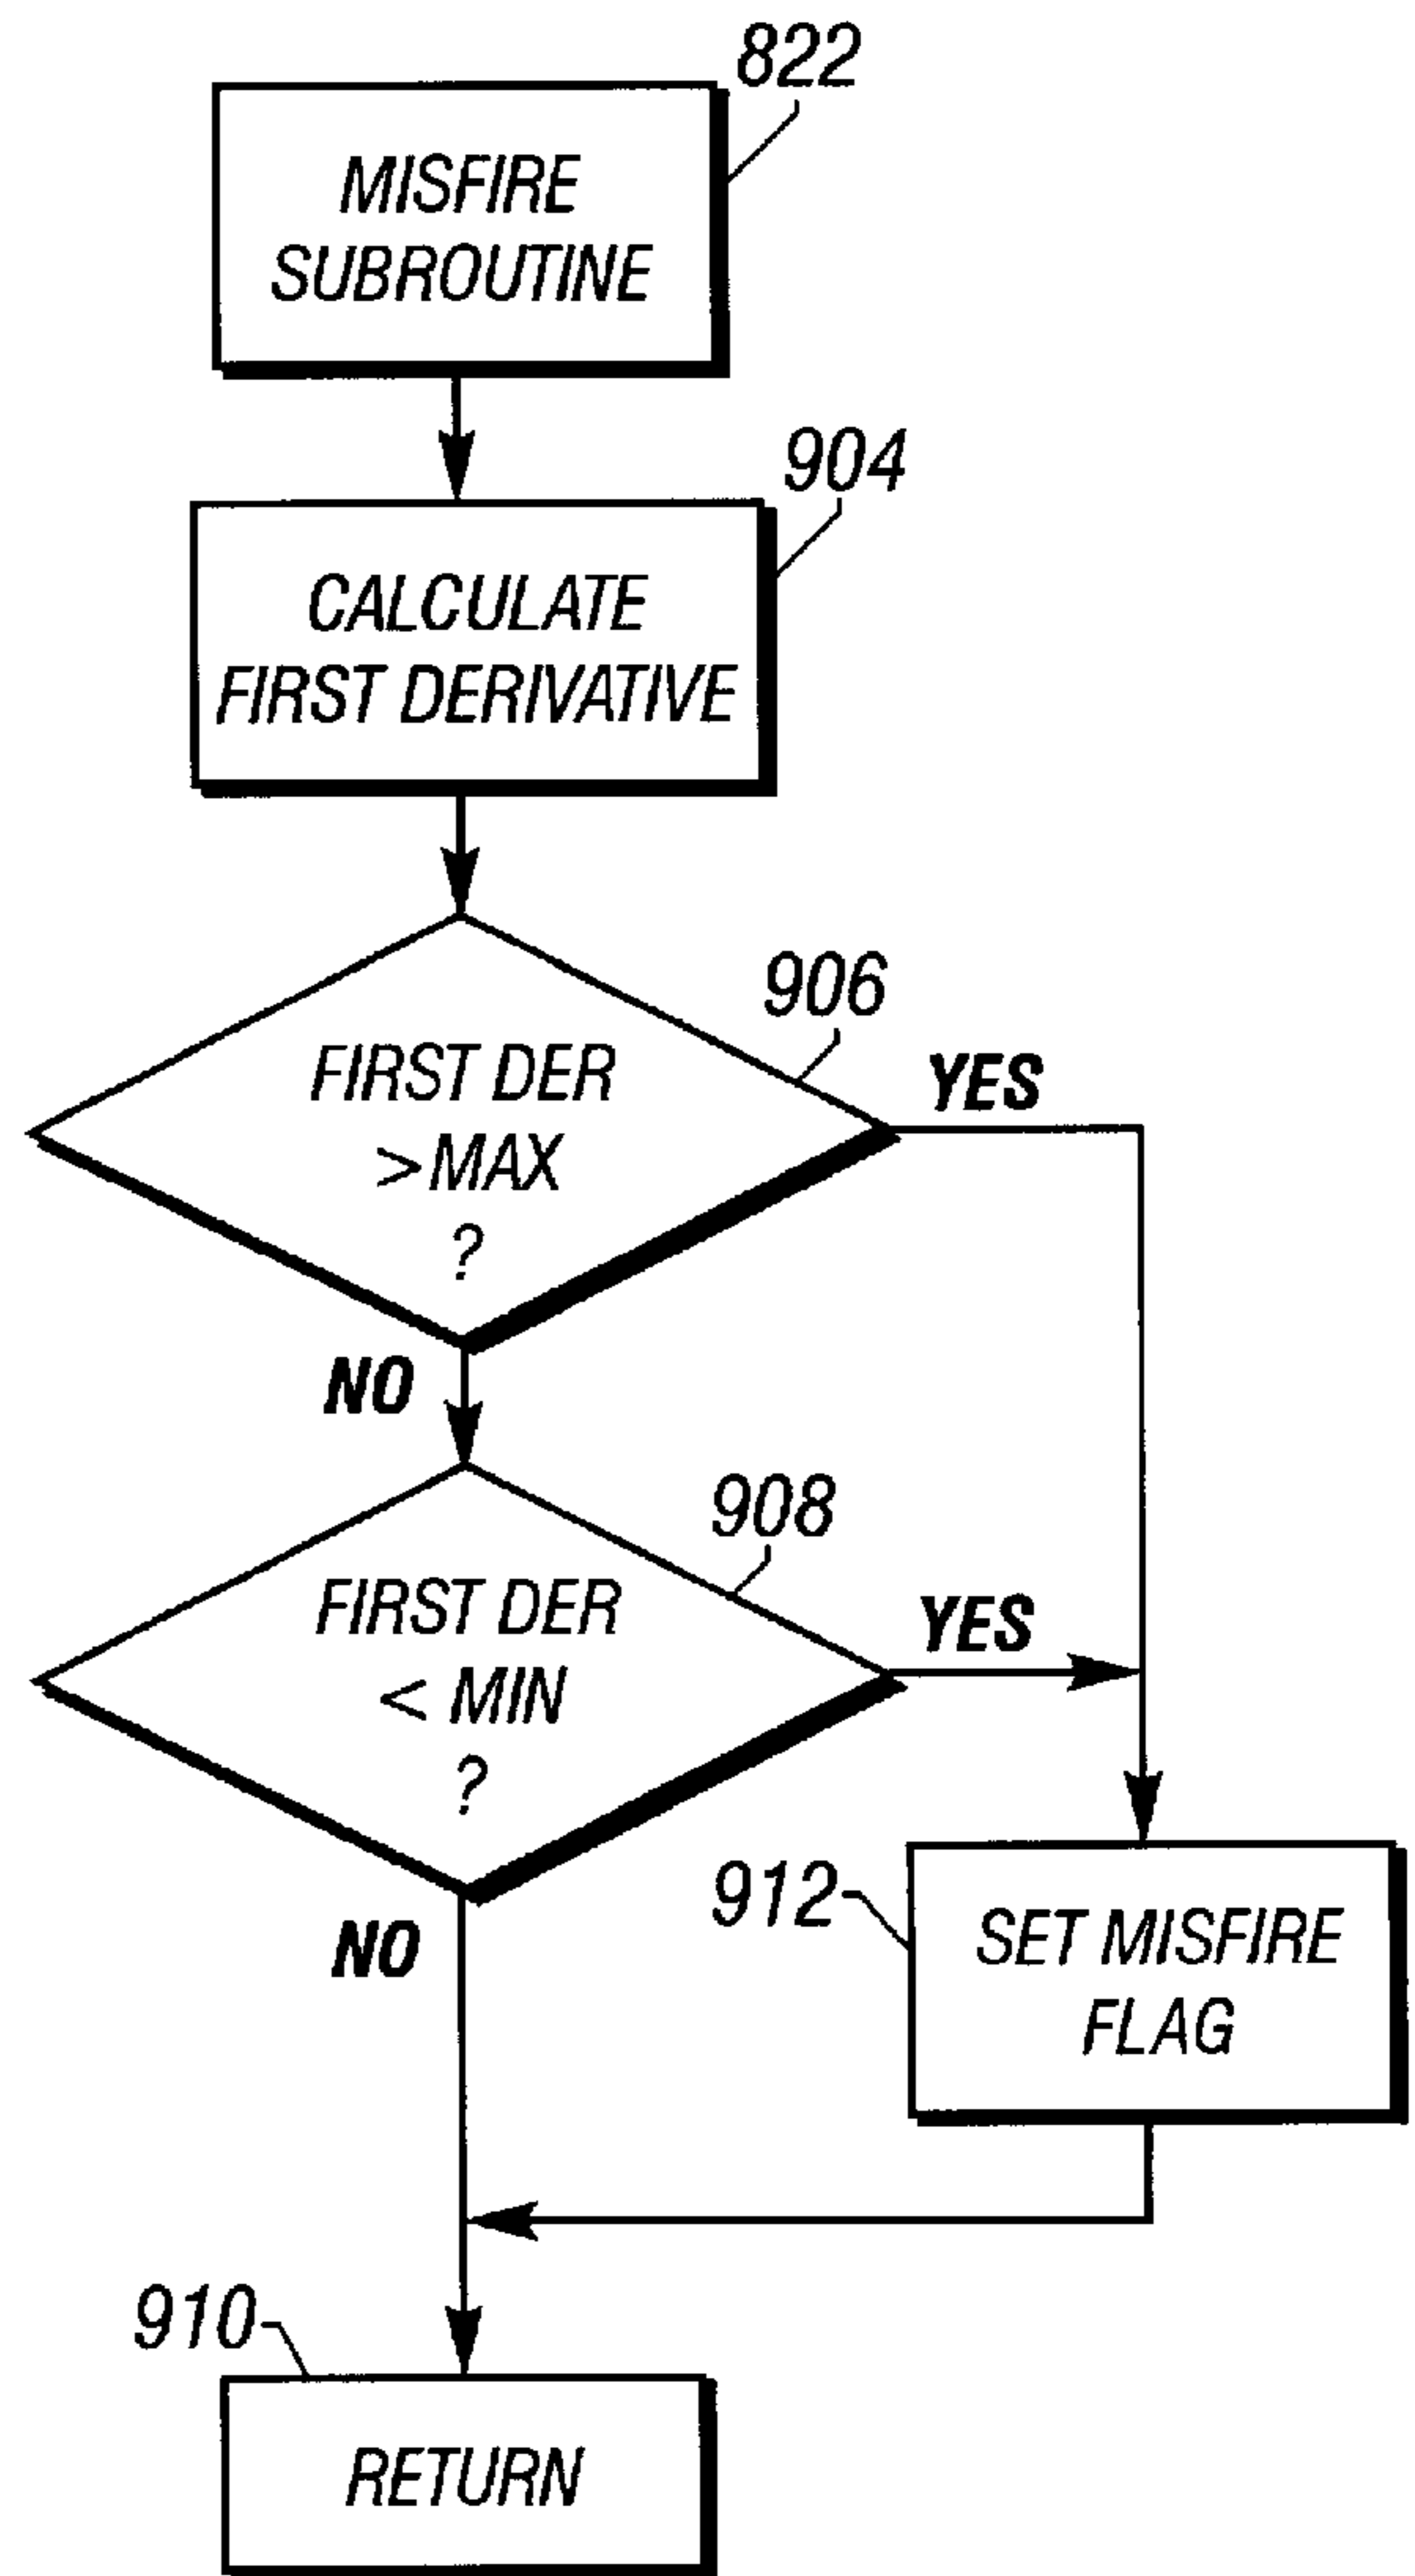 822
MISFIRE
SUBROUTINE
904
CALCULATE
FIRST DERIVATIVE
906
FIRST DER
>MAX
?
YES
NO
908
FIRST DER
< MIN
?
YES
NO
912
SET MISFIRE
FLAG
910
RETURN